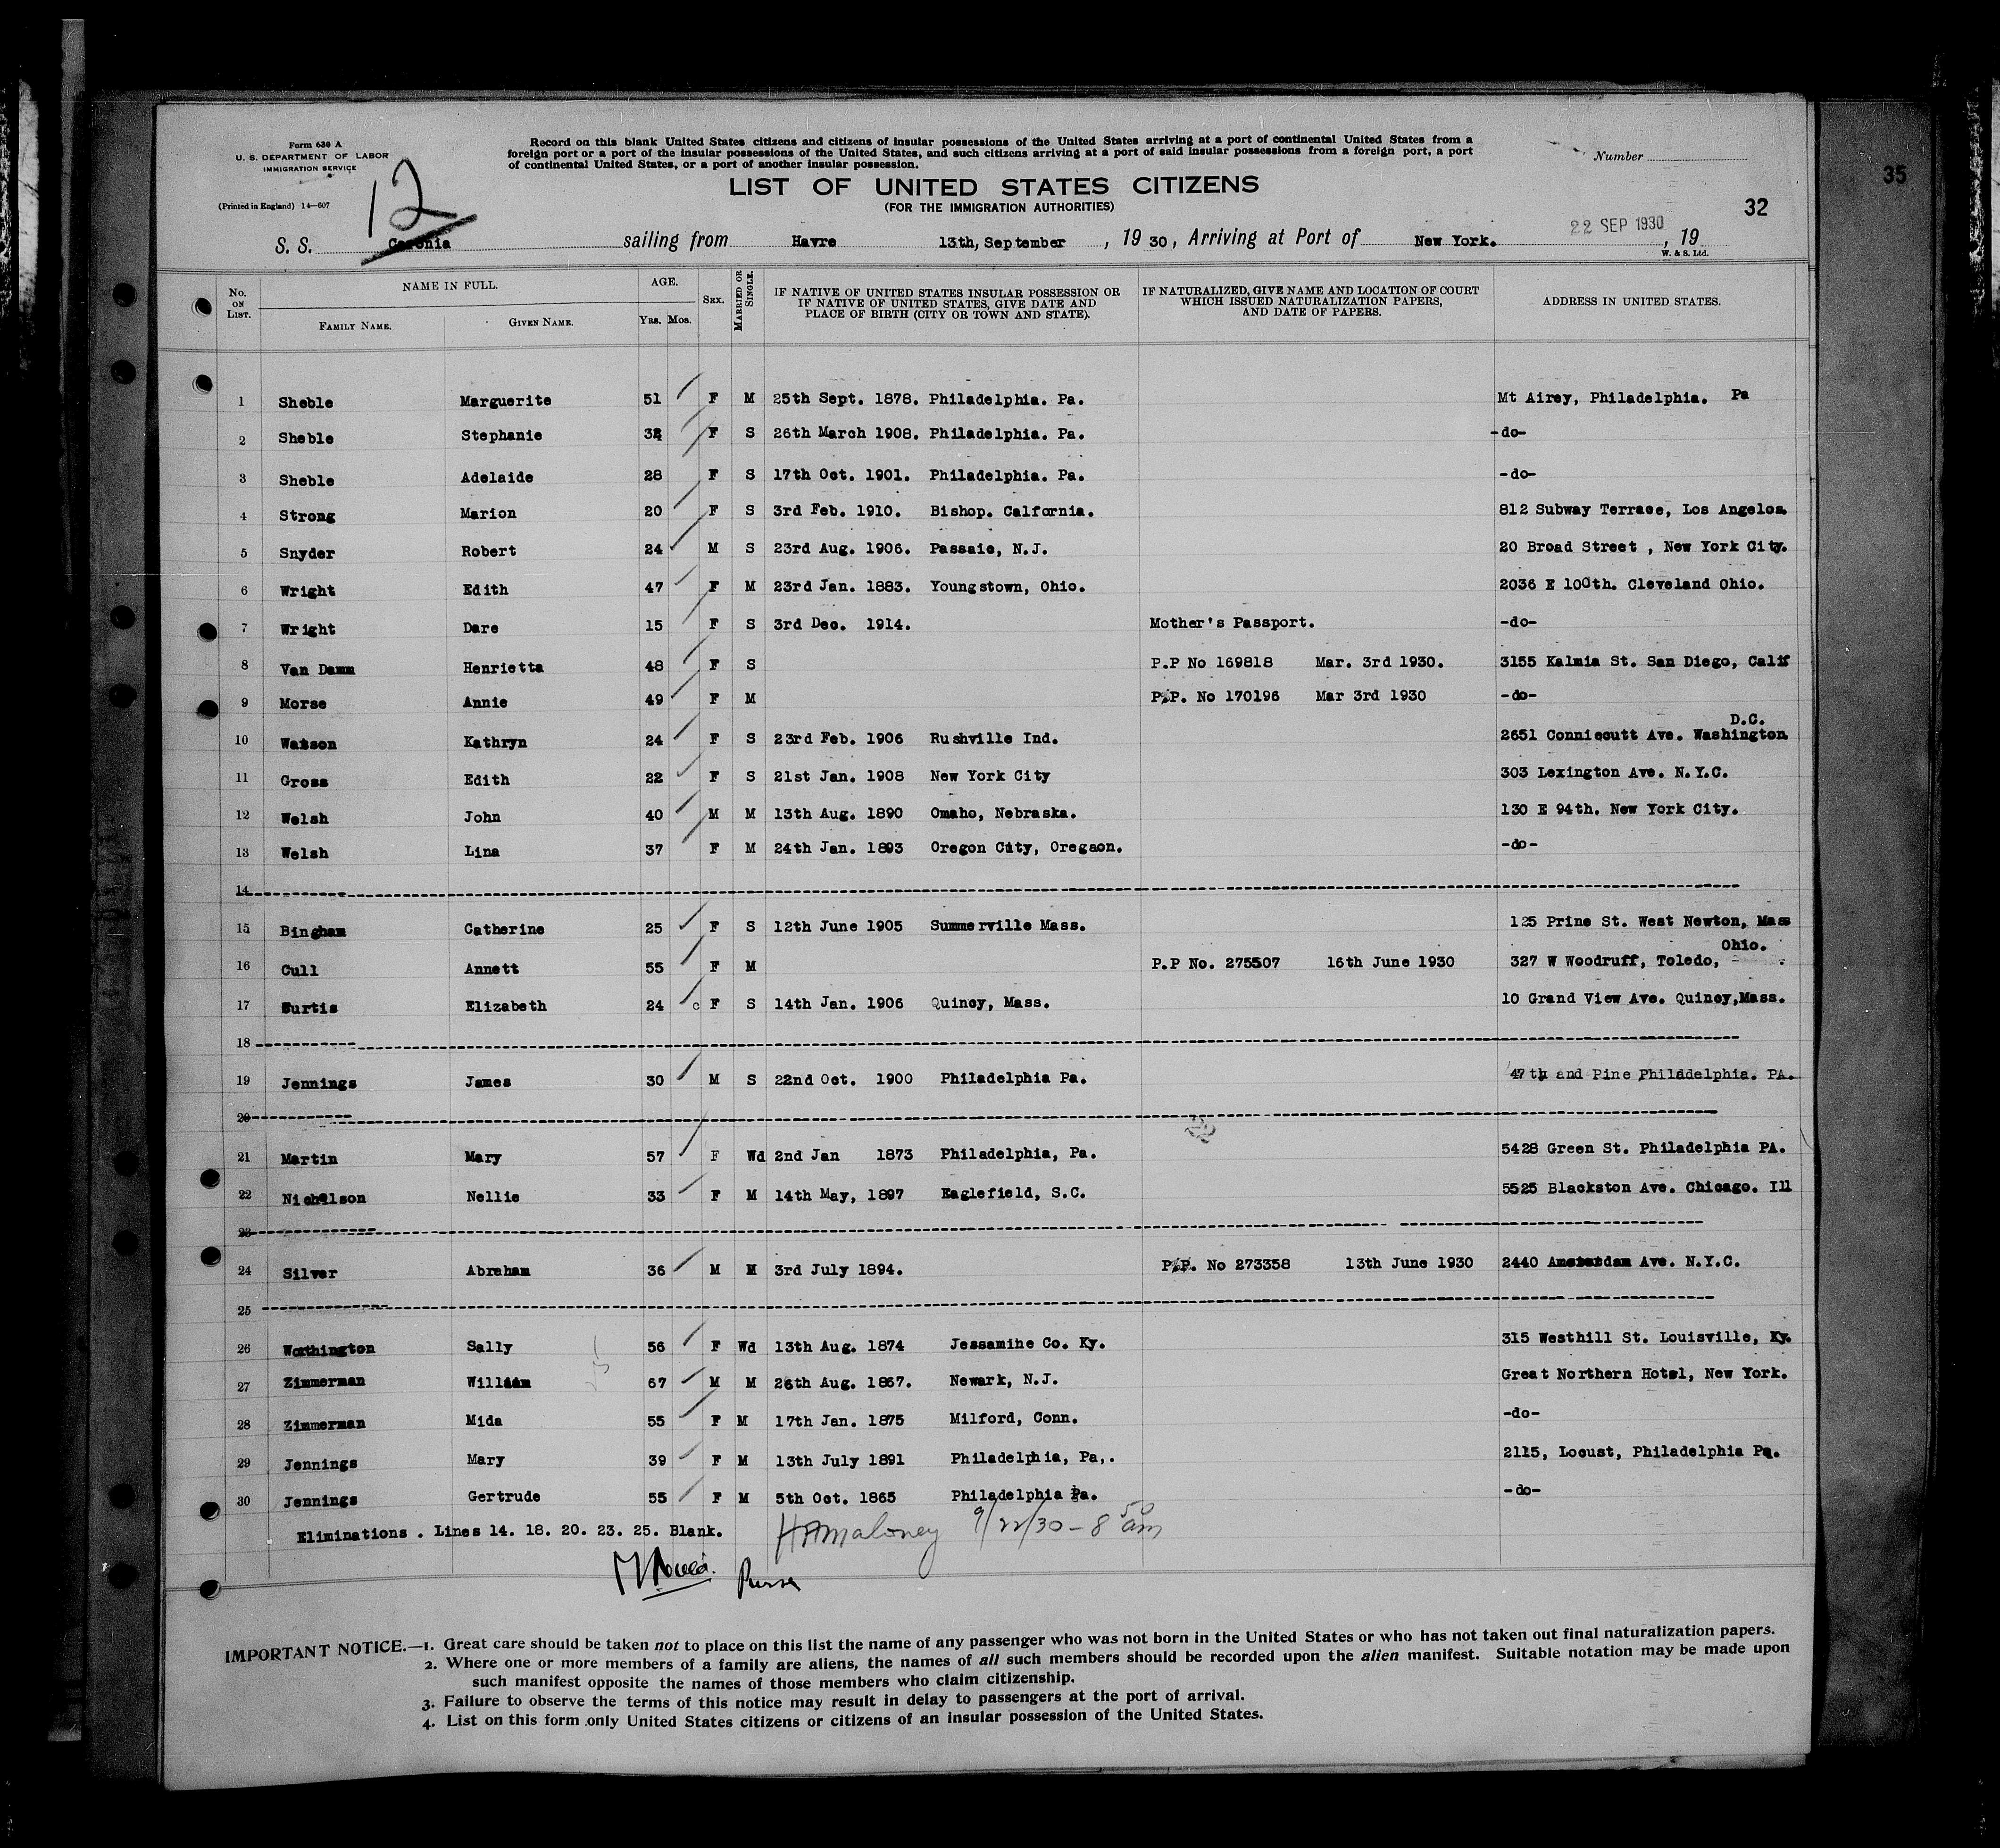 Form 630 A
U. S. DEPARTMENT OF LABOR
IMMIGRATION SERVICE
(Printed in England) 14—607
12
Record on this blank United States citizens and citizens of insular possessions of the United States arriving at a port of continental United States from a
foreign port or a port of the insular possessions of the United States, and such citizens arriving at a port of said insular possessions from a foreign port, a port
of continental United States, or a port of another insular possession.
Number
35
LIST OF UNITED STATES CITIZENS
(FOR THE IMMIGRATION AUTHORITIES)
32
S. S. Caronia sailing from Havre 13th, September, 19 30, Arriving at Port of New York. 22 SEP 1930, 19
W. & S. Ltd.
No. ON LIST. NAME IN FULL. FAMILY NAME. GIVEN NAME. AGE. Yrs. Mos. SEX. MARRIED OR SINGLE. IF NATIVE OF UNITED STATES INSULAR POSSESSION OR IF NATIVE OF UNITED STATES, GIVE DATE AND PLACE OF BIRTH (CITY OR TOWN AND STATE). IF NATURALIZED, GIVE NAME AND LOCATION OF COURT WHICH ISSUED NATURALIZATION PAPERS, AND DATE OF PAPERS. ADDRESS IN UNITED STATES.
1 Sheble Marguerite 51 F M 25th Sept. 1878. Philadelphia. Pa. Mt Airey, Philadelphia. Pa
2 Sheble Stephanie F S 26th March 1908. Philadelphia. Pa. -do-
3 Sheble Adelaide 28 F S 17th Oct. 1901. Philadelphia. Pa. -do-
4 Strong Marion 20 F S 3rd Feb. 1910. Bishop. Calfornia. 812 Subway Terrace, Los Angelos.
5 Snyder Robert 24 M S 23rd Aug. 1906. Passaic, N.J. 20 Broad Street , New York City.
6 Wright Edith 47 F M 23rd Jan. 1883. Youngstown, Ohio. 2036 E 100th. Cleveland Ohio.
7 Wright Dare 15 F S 3rd Dec. 1914. Mother's Passport. -do-
8 Van Damm Henrietta 48 F S P.P No 169818 Mar. 3rd 1930. 3155 Kalmia St. San Diego, Calif
9 Morse Annie 49 F M P.P. No 170196 Mar 3rd 1930 -do-
10 Watson Kathryn 24 F S 23rd Feb. 1906 Rushville Ind. 2651 Conniecutt Ave. Washington D.C.
11 Gross Edith 22 F S 21st Jan. 1908 New York City 303 Lexington Ave. N.Y.C.
12 Welsh John 40 M M 13th Aug. 1890 Omaho, Nebraska. 130 E 94th. New York City.
13 Welsh Lina 37 F M 24th Jan. 1893 Oregon City, Oregaon. -do-
14
15 Bingham Catherine 25 F S 12th June 1905 Summerville Mass. 125 Prine St. West Newton, Mass
16 Cull Annett 55 F M P.P No. 275507 16th June 1930 327 W Woodruff, Toledo, Ohio.
17 Curtis Elizabeth 24 c F S 14th Jan. 1906 Quincy, Mass. 10 Grand View Ave. Quincy,Mass.
18
19 Jennings James 30 M S 22nd Oct. 1900 Philadelphia Pa. 47th and Pine Philadelphia. PA.
20
21 Martin Mary 57 F Wd 2nd Jan 1873 Philadelphia, Pa. 5428 Green St. Philadelphia PA.
22 Nicholson Nellie 33 F M 14th May, 1897 Eaglefield, S.C. 5525 Blackston Ave. Chicago. Ill
23
24 Silver Abraham 36 M M 3rd July 1894. P.P. No 273358 13th June 1930 2440 Amsterdam Ave. N.Y.C.
25
26 Worthington Sally 56 F Wd 13th Aug. 1874 Jessamine Co. Ky. 315 Westhill St. Louisville, Ky.
27 Zimmerman William 67 M M 26th Aug. 1867. Newark, N.J. Great Northern Hotel, New York.
28 Zimmerman Mida 55 F M 17th Jan. 1875 Milford, Conn. -do-
29 Jennings Mary 39 F M 13th July 1891 Philadelphia, Pa,. 2115, Locust, Philadelphia Pa.
30 Jennings Gertrude 55 F M 5th Oct. 1865 Philadelphia Pa. -do-
Eliminations . Lines 14. 18. 20. 23. 25. Blank. HAMaloney 9/22/30 - 8 50 am
Purser
IMPORTANT NOTICE.—1. Great care should be taken not to place on this list the name of any passenger who was not born in the United States or who has not taken out final naturalization papers.
2. Where one or more members of a family are aliens, the names of all such members should be recorded upon the alien manifest. Suitable notation may be made upon
such manifest opposite the names of those members who claim citizenship.
3. Failure to observe the terms of this notice may result in delay to passengers at the port of arrival.
4. List on this form only United States citizens or citizens of an insular possession of the United States.